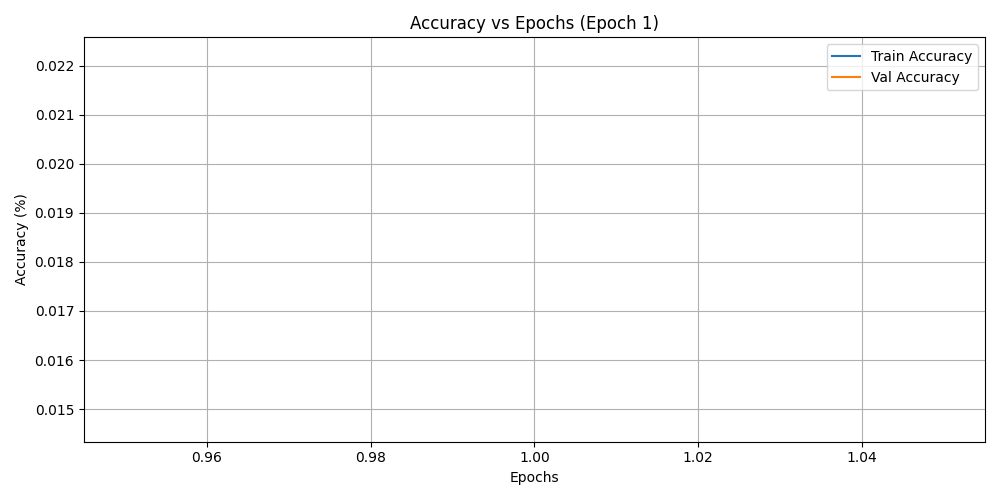 Accuracy vs Epochs (Epoch 1)
Train Accuracy
Val Accuracy
Accuracy (%)
0.022
0.021
0.020
0.019
0.018
0.017
0.016
0.015
0.96
0.98
1.00
1.02
1.04
Epochs